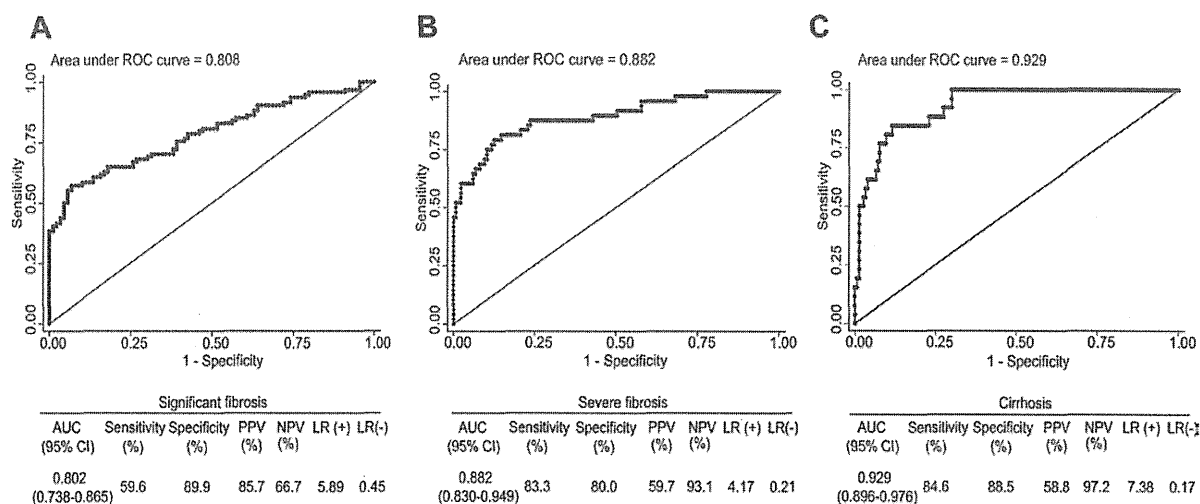 A
B
C
Area under ROC curve = 0.808
Area under ROC curve = 0.882
Area under ROC curve = 0.929
Sensitivity
0.00 0.25 0.50 0.75 1.00
0.00 0.25 0.50 0.75 1.00
1 - Specificity
Sensitivity
0.00 0.25 0.50 0.75 1.00
0.00 0.25 0.50 0.75 1.00
1 - Specificity
Sensitivity
0.00 0.25 0.50 0.75 1.00
0.00 0.25 0.50 0.75 1.00
1 - Specificity
Significant fibrosis
AUC Sensitivity Specificity PPV NPV LR (+) LR(-)
(95% CI) (%) (%) (%) (%)
0.802 59.6 89.9 85.7 66.7 5.89 0.45
(0.738-0.865)
Severe fibrosis
AUC Sensitivity Specificity PPV NPV LR (+) LR(-)
(95% CI) (%) (%) (%) (%)
0.882 83.3 80.0 59.7 93.1 4.17 0.21
(0.830-0.949)
Cirrhosis
AUC Sensitivity Specificity PPV NPV LR (+) LR(-)
(95% CI) (%) (%) (%) (%)
0.929 84.6 88.5 58.8 97.2 7.38 0.17
(0.896-0.976)